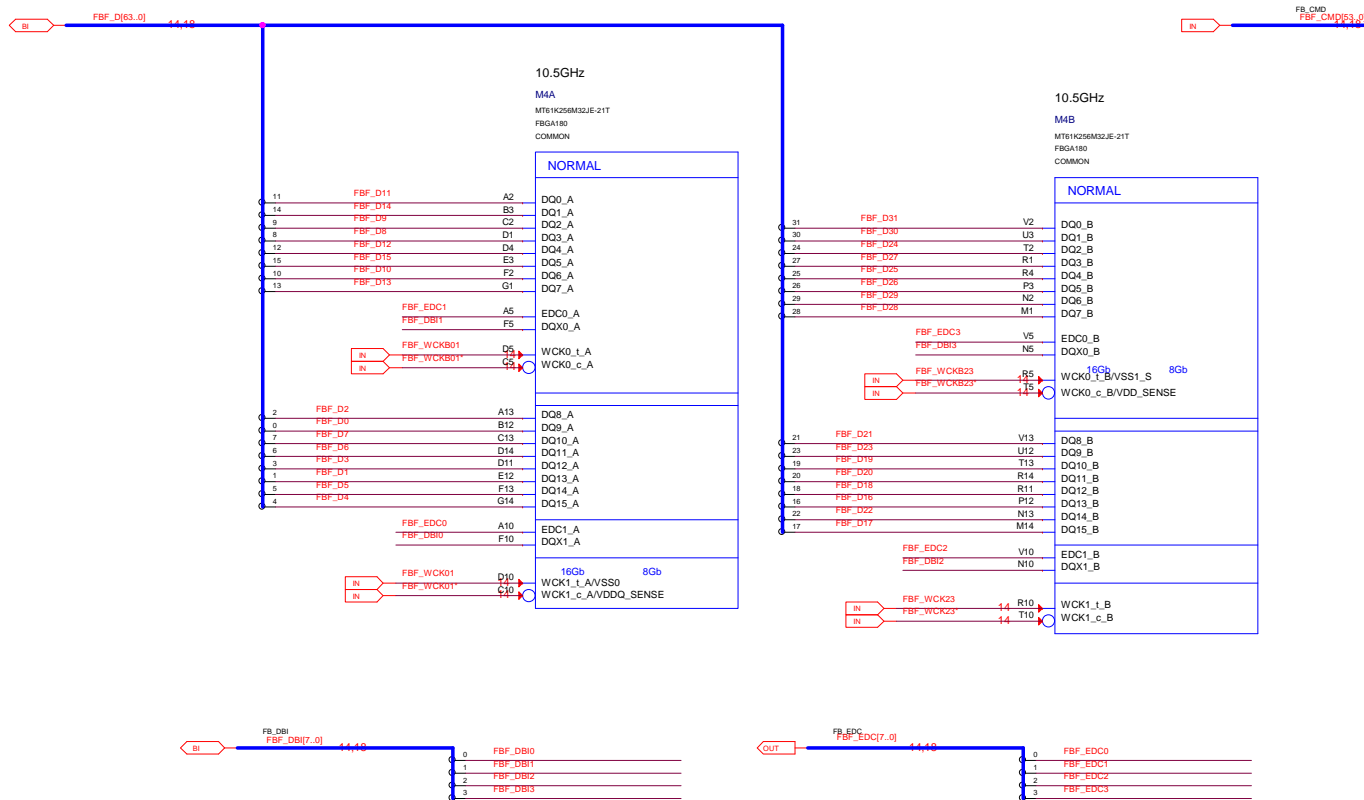 BI FBF_D[63..0] 14,18
FB_CMD
IN FBF_CMD[53..0] 14,18
10.5GHz
M4A
MT61K256M32JE-21T
FBGA180
COMMON
NORMAL
11 FBF_D11 A2 DQ0_A
14 FBF_D14 B3 DQ1_A
9 FBF_D9 C2 DQ2_A
8 FBF_D8 D1 DQ3_A
12 FBF_D12 D4 DQ4_A
15 FBF_D15 E3 DQ5_A
10 FBF_D10 F2 DQ6_A
13 FBF_D13 G1 DQ7_A
FBF_EDC1 A5 EDC0_A
FBF_DBI1 F5 DQX0_A
IN FBF_WCKB01 14 D5 WCK0_t_A
IN FBF_WCKB01* 14 C5 WCK0_c_A
2 FBF_D2 A13 DQ8_A
0 FBF_D0 B12 DQ9_A
7 FBF_D7 C13 DQ10_A
6 FBF_D6 D14 DQ11_A
3 FBF_D3 D11 DQ12_A
1 FBF_D1 E12 DQ13_A
5 FBF_D5 F13 DQ14_A
4 FBF_D4 G14 DQ15_A
FBF_EDC0 A10 EDC1_A
FBF_DBI0 F10 DQX1_A
16Gb 8Gb
IN FBF_WCK01 14 D10 WCK1_t_A/VSS0
IN FBF_WCK01* 14 C10 WCK1_c_A/VDDQ_SENSE
10.5GHz
M4B
MT61K256M32JE-21T
FBGA180
COMMON
NORMAL
31 FBF_D31 V2 DQ0_B
30 FBF_D30 U3 DQ1_B
24 FBF_D24 T2 DQ2_B
27 FBF_D27 R1 DQ3_B
25 FBF_D25 R4 DQ4_B
26 FBF_D26 P3 DQ5_B
29 FBF_D29 N2 DQ6_B
28 FBF_D28 M1 DQ7_B
FBF_EDC3 V5 EDC0_B
FBF_DBI3 N5 DQX0_B
16Gb 8Gb
IN FBF_WCKB23 14 R5 WCK0_t_B/VSS1_S
IN FBF_WCKB23* 14 T5 WCK0_c_B/VDD_SENSE
21 FBF_D21 V13 DQ8_B
23 FBF_D23 U12 DQ9_B
19 FBF_D19 T13 DQ10_B
20 FBF_D20 R14 DQ11_B
18 FBF_D18 R11 DQ12_B
16 FBF_D16 P12 DQ13_B
22 FBF_D22 N13 DQ14_B
17 FBF_D17 M14 DQ15_B
FBF_EDC2 V10 EDC1_B
FBF_DBI2 N10 DQX1_B
IN FBF_WCK23 14 R10 WCK1_t_B
IN FBF_WCK23* 14 T10 WCK1_c_B
FB_DBI
BI FBF_DBI[7..0] 14,18
0 FBF_DBI0
1 FBF_DBI1
2 FBF_DBI2
3 FBF_DBI3
FB_EDC
OUT FBF_EDC[7..0] 14,18
0 FBF_EDC0
1 FBF_EDC1
2 FBF_EDC2
3 FBF_EDC3